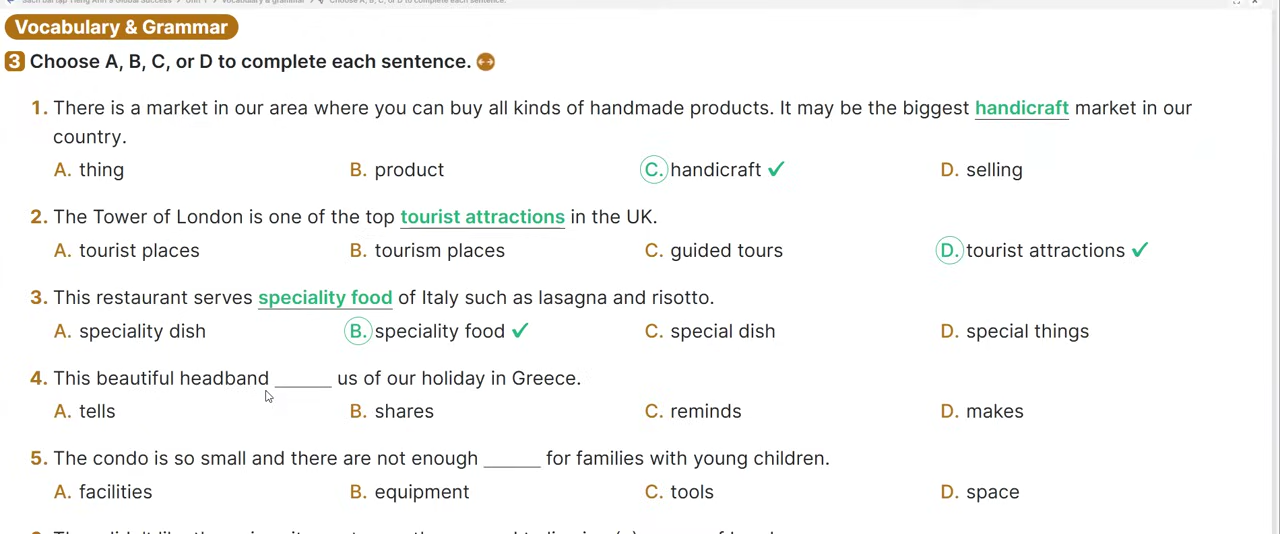 Vocabulary & Grammar
3 Choose A, B, C, or D to complete each sentence.
1. There is a market in our area where you can buy all kinds of handmade products. It may be the biggest handicraft market in our
country.
A. thing B. product C. handicraft ✓ D. selling
2. The Tower of London is one of the top tourist attractions in the UK.
A. tourist places B. tourism places C. guided tours D. tourist attractions ✓
3. This restaurant serves speciality food of Italy such as lasagna and risotto.
A. speciality dish B. speciality food ✓ C. special dish D. special things
4. This beautiful headband ______ us of our holiday in Greece.
A. tells B. shares C. reminds D. makes
5. The condo is so small and there are not enough ______ for families with young children.
A. facilities B. equipment C. tools D. space